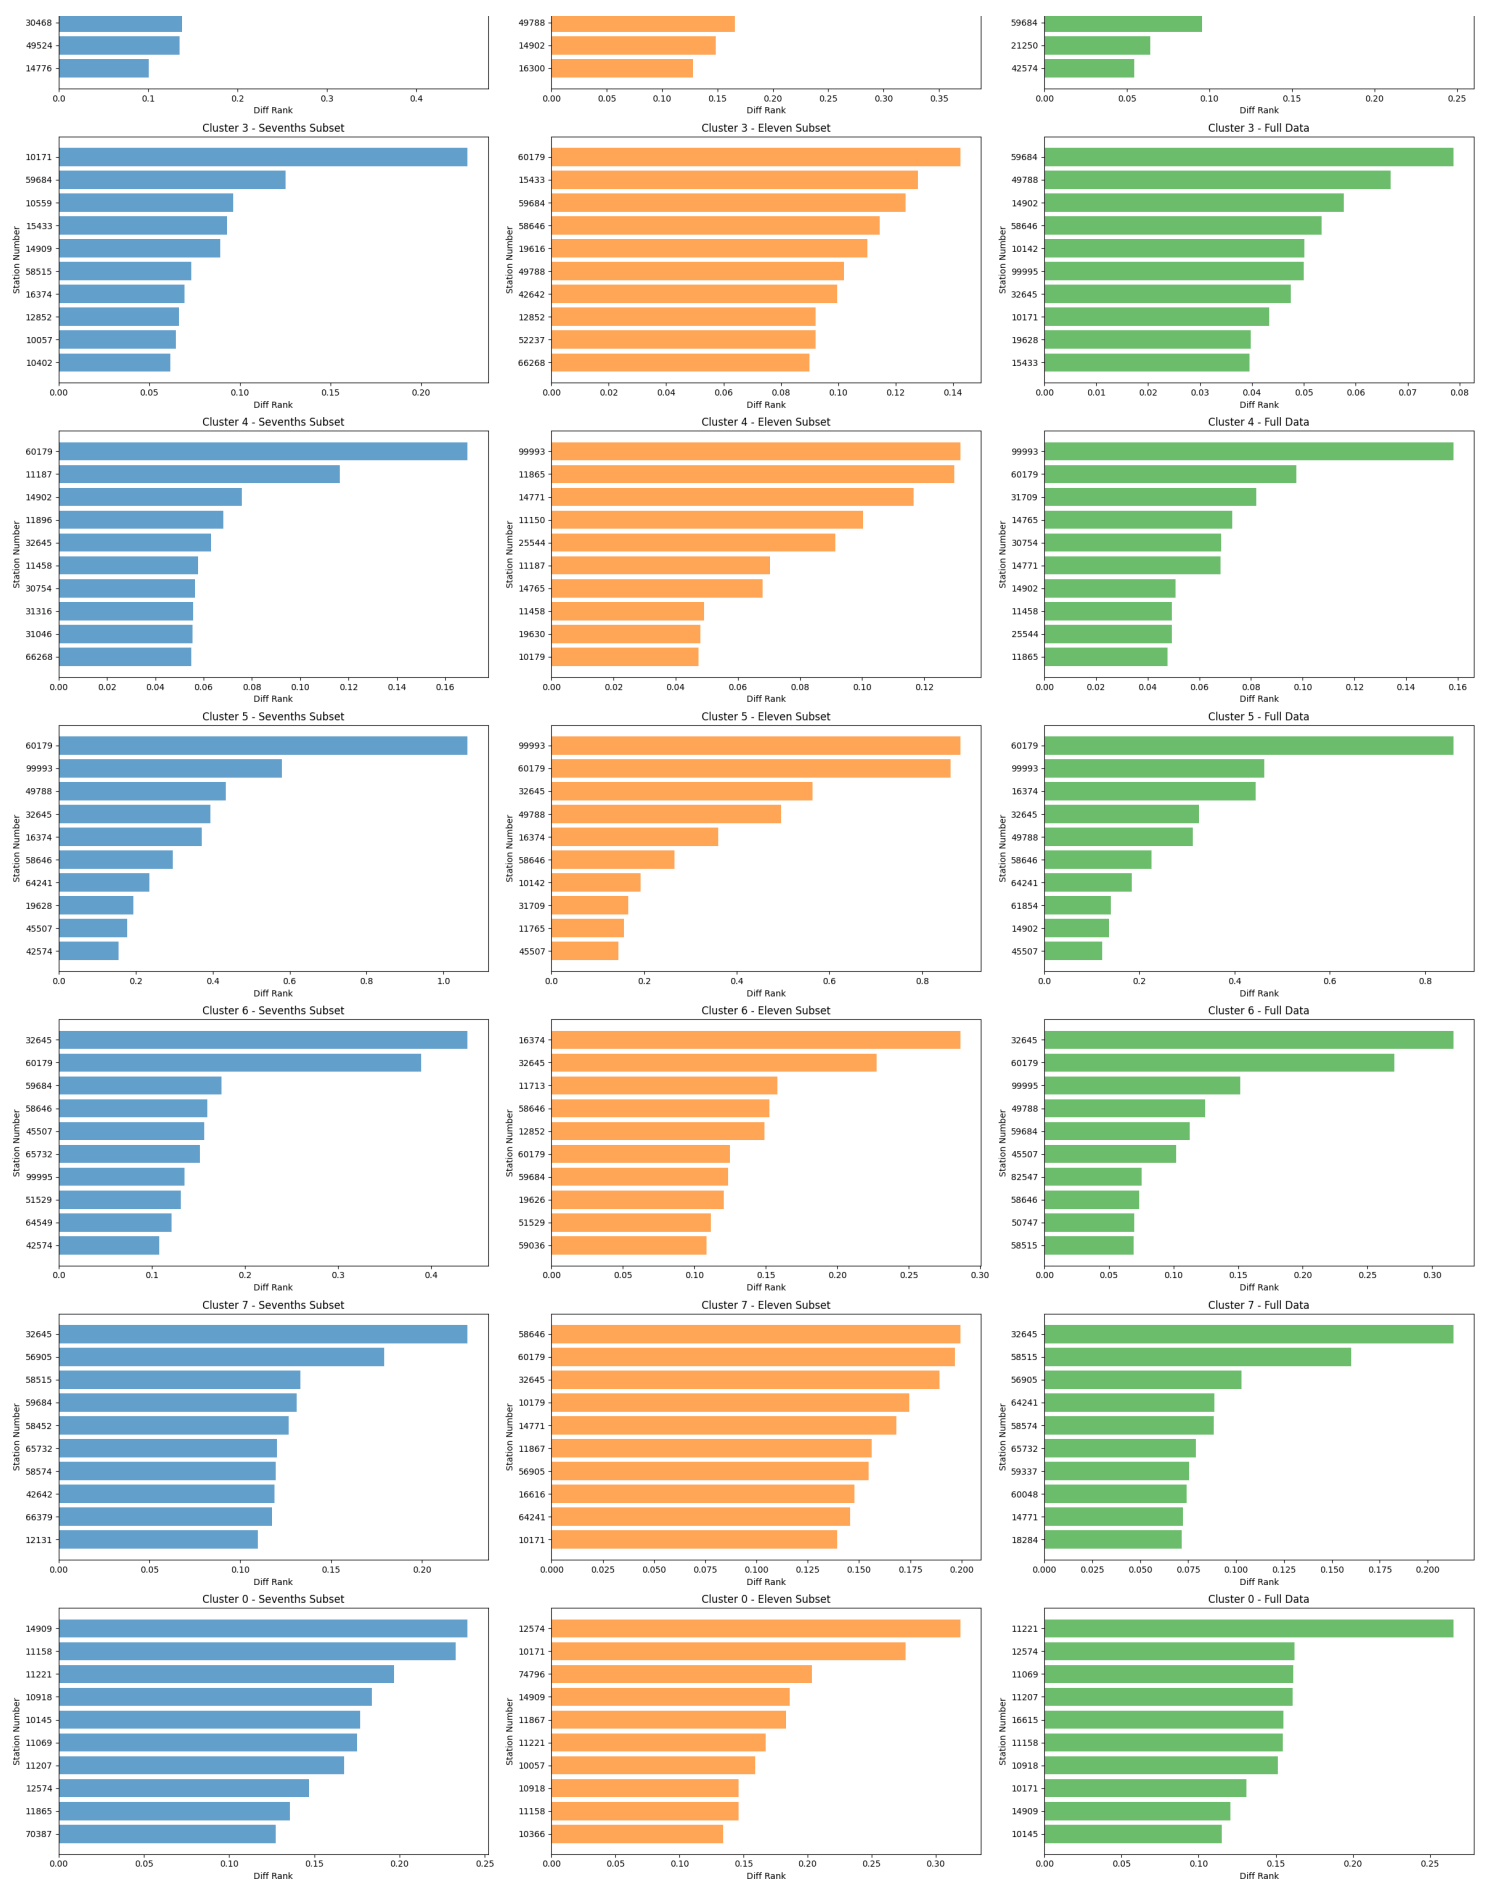 30468
49524
14776
0.0 0.1 0.2 0.3 0.4
Diff Rank
49788
14902
16300
0.00 0.05 0.10 0.15 0.20 0.25 0.30 0.35
Diff Rank
59684
21250
42574
0.00 0.05 0.10 0.15 0.20 0.25
Diff Rank
Cluster 3 - Sevenths Subset
Station Number
10171
59684
10559
15433
14909
58515
16374
12852
10057
10402
0.00 0.05 0.10 0.15 0.20
Diff Rank
Cluster 3 - Eleven Subset
Station Number
60179
15433
59684
58646
19616
49788
42642
12852
52237
66268
0.00 0.02 0.04 0.06 0.08 0.10 0.12 0.14
Diff Rank
Cluster 3 - Full Data
Station Number
59684
49788
14902
58646
10142
99995
32645
10171
19628
15433
0.00 0.01 0.02 0.03 0.04 0.05 0.06 0.07 0.08
Diff Rank
Cluster 4 - Sevenths Subset
Station Number
60179
11187
14902
11896
32645
11458
30754
31316
31046
66268
0.00 0.02 0.04 0.06 0.08 0.10 0.12 0.14 0.16
Diff Rank
Cluster 4 - Eleven Subset
Station Number
99993
11865
14771
11150
25544
11187
14765
11458
19630
10179
0.00 0.02 0.04 0.06 0.08 0.10 0.12
Diff Rank
Cluster 4 - Full Data
Station Number
99993
60179
31709
14765
30754
14771
14902
11458
25544
11865
0.00 0.02 0.04 0.06 0.08 0.10 0.12 0.14 0.16
Diff Rank
Cluster 5 - Sevenths Subset
Station Number
60179
99993
49788
32645
16374
58646
64241
19628
45507
42574
0.0 0.2 0.4 0.6 0.8 1.0
Diff Rank
Cluster 5 - Eleven Subset
Station Number
99993
60179
32645
49788
16374
58646
10142
31709
11765
45507
0.0 0.2 0.4 0.6 0.8
Diff Rank
Cluster 5 - Full Data
Station Number
60179
99993
16374
32645
49788
58646
64241
61854
14902
45507
0.0 0.2 0.4 0.6 0.8
Diff Rank
Cluster 6 - Sevenths Subset
Station Number
32645
60179
59684
58646
45507
65732
99995
51529
64549
42574
0.0 0.1 0.2 0.3 0.4
Diff Rank
Cluster 6 - Eleven Subset
Station Number
16374
32645
11713
58646
12852
60179
59684
19626
51529
59036
0.00 0.05 0.10 0.15 0.20 0.25 0.30
Diff Rank
Cluster 6 - Full Data
Station Number
32645
60179
99995
49788
59684
45507
82547
58646
50747
58515
0.00 0.05 0.10 0.15 0.20 0.25 0.30
Diff Rank
Cluster 7 - Sevenths Subset
Station Number
32645
56905
58515
59684
58452
65732
58574
42642
66379
12131
0.00 0.05 0.10 0.15 0.20
Diff Rank
Cluster 7 - Eleven Subset
Station Number
58646
60179
32645
10179
14771
11867
56905
16616
64241
10171
0.000 0.025 0.050 0.075 0.100 0.125 0.150 0.175 0.200
Diff Rank
Cluster 7 - Full Data
Station Number
32645
58515
56905
64241
58574
65732
59337
60048
14771
18284
0.000 0.025 0.050 0.075 0.100 0.125 0.150 0.175 0.200
Diff Rank
Cluster 0 - Sevenths Subset
Station Number
14909
11158
11221
10918
10145
11069
11207
12574
11865
70387
0.00 0.05 0.10 0.15 0.20 0.25
Diff Rank
Cluster 0 - Eleven Subset
Station Number
12574
10171
74796
14909
11867
11221
10057
10918
11158
10366
0.00 0.05 0.10 0.15 0.20 0.25 0.30
Diff Rank
Cluster 0 - Full Data
Station Number
11221
12574
11069
11207
16615
11158
10918
10171
14909
10145
0.00 0.05 0.10 0.15 0.20 0.25
Diff Rank